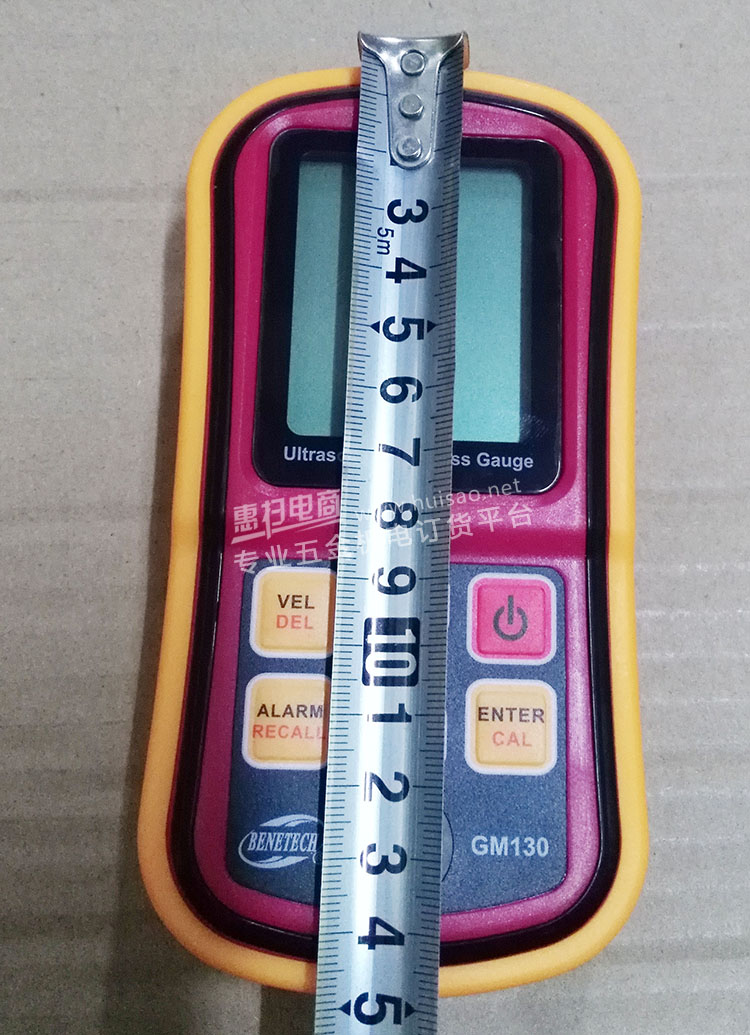 3
5m
4
5
6
7
8
9
10
1
2
3
4
5
Ultras ss Gauge
惠扫电商 www.huisao.net
专业五金机电订货平台
VEL
DEL
ALARM
RECALL
ENTER
CAL
BENETECH
GM130